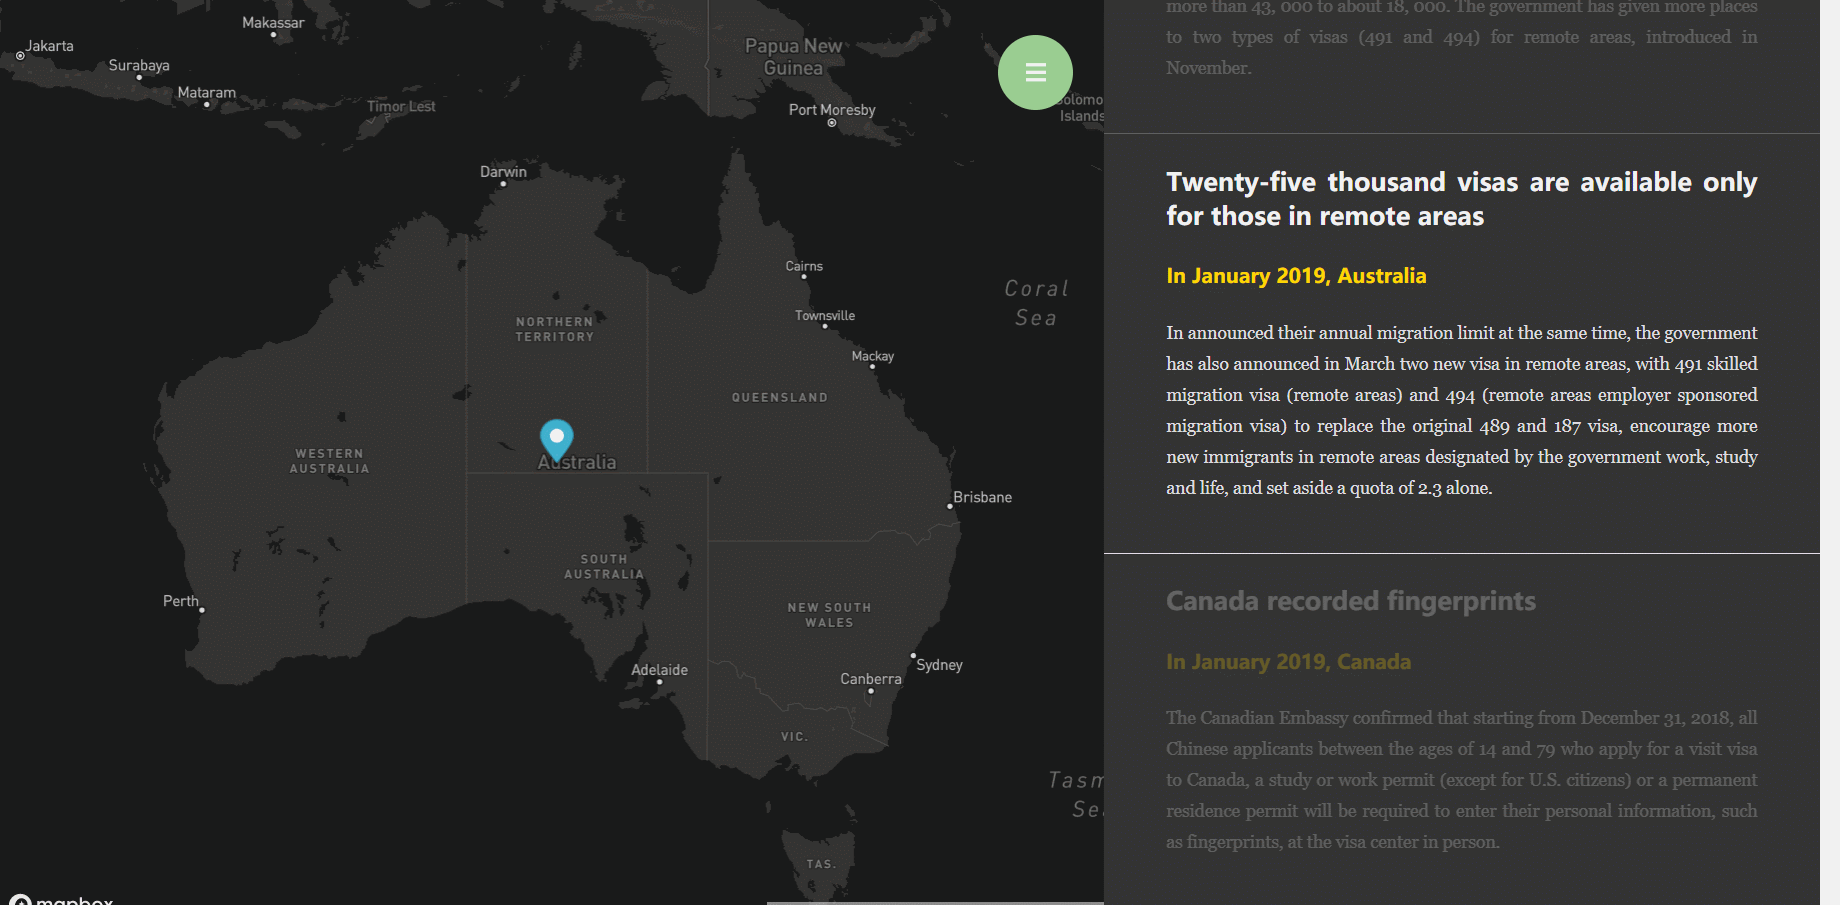 Makassar
Jakarta
Surabaya
Mataram
Timor Lest
Papua New
Guinea
Port Moresby
Solomo
Islands
Darwin
Cairns
Coral
Sea
Townsville
NORTHERN
TERRITORY
Mackay
QUEENSLAND
WESTERN
AUSTRALIA
Australia
Brisbane
SOUTH
AUSTRALIA
Perth
NEW SOUTH
WALES
Adelaide
Sydney
Canberra
VIC.
Tasm
Sea
TAS.
mapbox
more than 43, 000 to about 18, 000. The government has given more places
to two types of visas (491 and 494) for remote areas, introduced in
November.
Twenty-five thousand visas are available only
for those in remote areas
In January 2019, Australia
In announced their annual migration limit at the same time, the government
has also announced in March two new visa in remote areas, with 491 skilled
migration visa (remote areas) and 494 (remote areas employer sponsored
migration visa) to replace the original 489 and 187 visa, encourage more
new immigrants in remote areas designated by the government work, study
and life, and set aside a quota of 2.3 alone.
Canada recorded fingerprints
In January 2019, Canada
The Canadian Embassy confirmed that starting from December 31, 2018, all
Chinese applicants between the ages of 14 and 79 who apply for a visit visa
to Canada, a study or work permit (except for U.S. citizens) or a permanent
residence permit will be required to enter their personal information, such
as fingerprints, at the visa center in person.